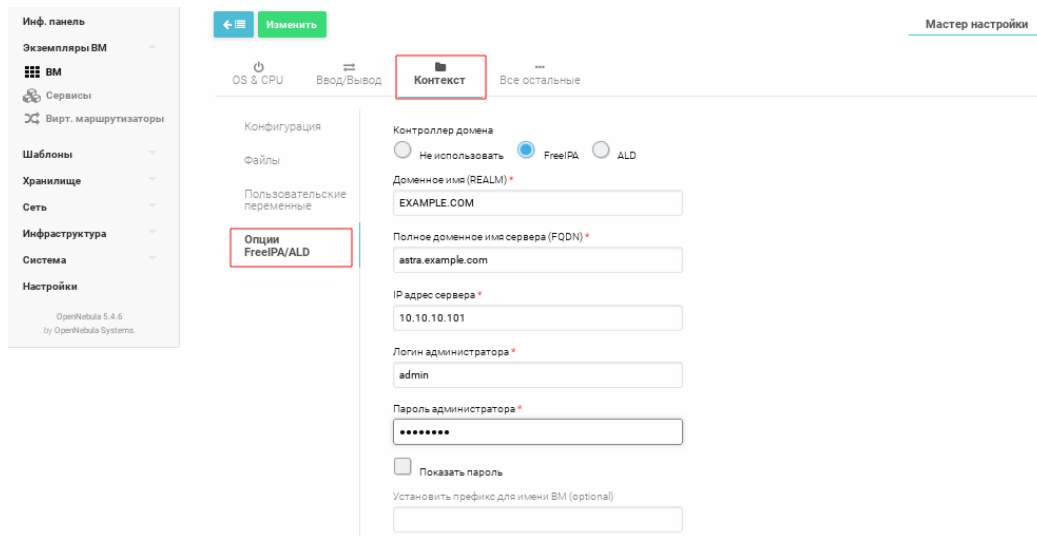 Инф. панель
Экземпляры ВМ
ВМ
Сервисы
Вирт. маршрутизаторы
Шаблоны
Хранилище
Сеть
Инфраструктура
Система
Настройки
OpenNebula 5.4.6
by OpenNebula Systems.
Изменить
Мастер настройки
OS & CPU
Ввод/Вывод
Контекст
Все остальные
Конфигурация
Файлы
Пользовательские
переменные
Опции
FreeIPA/ALD
Контроллер домена
Не использовать FreeIPA ALD
Доменное имя (REALM) *
EXAMPLE.COM
Полное доменное имя сервера (FQDN) *
astra.example.com
IP адрес сервера *
10.10.10.101
Логин администратора *
admin
Пароль администратора *
••••••••
Показать пароль
Установить префикс для имени ВМ (optional)